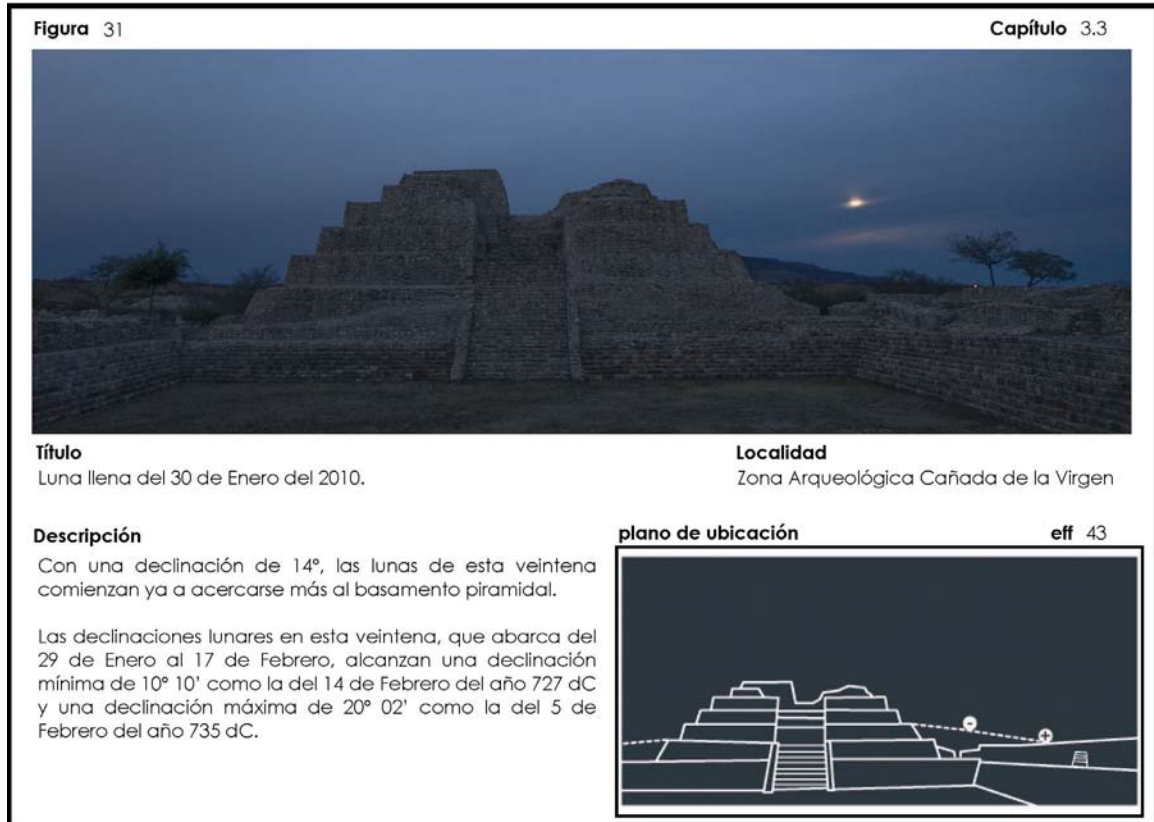 Figura 31
Capítulo 3.3
Título
Luna llena del 30 de Enero del 2010.
Localidad
Zona Arqueológica Cañada de la Virgen
Descripción
Con una declinación de 14º, las lunas de esta veintena
comienzan ya a acercarse más al basamento piramidal.
Las declinaciones lunares en esta veintena, que abarca del
29 de Enero al 17 de Febrero, alcanzan una declinación
mínima de 10º 10’ como la del 14 de Febrero del año 727 dC
y una declinación máxima de 20º 02’ como la del 5 de
Febrero del año 735 dC.
plano de ubicación
eff 43
-
+